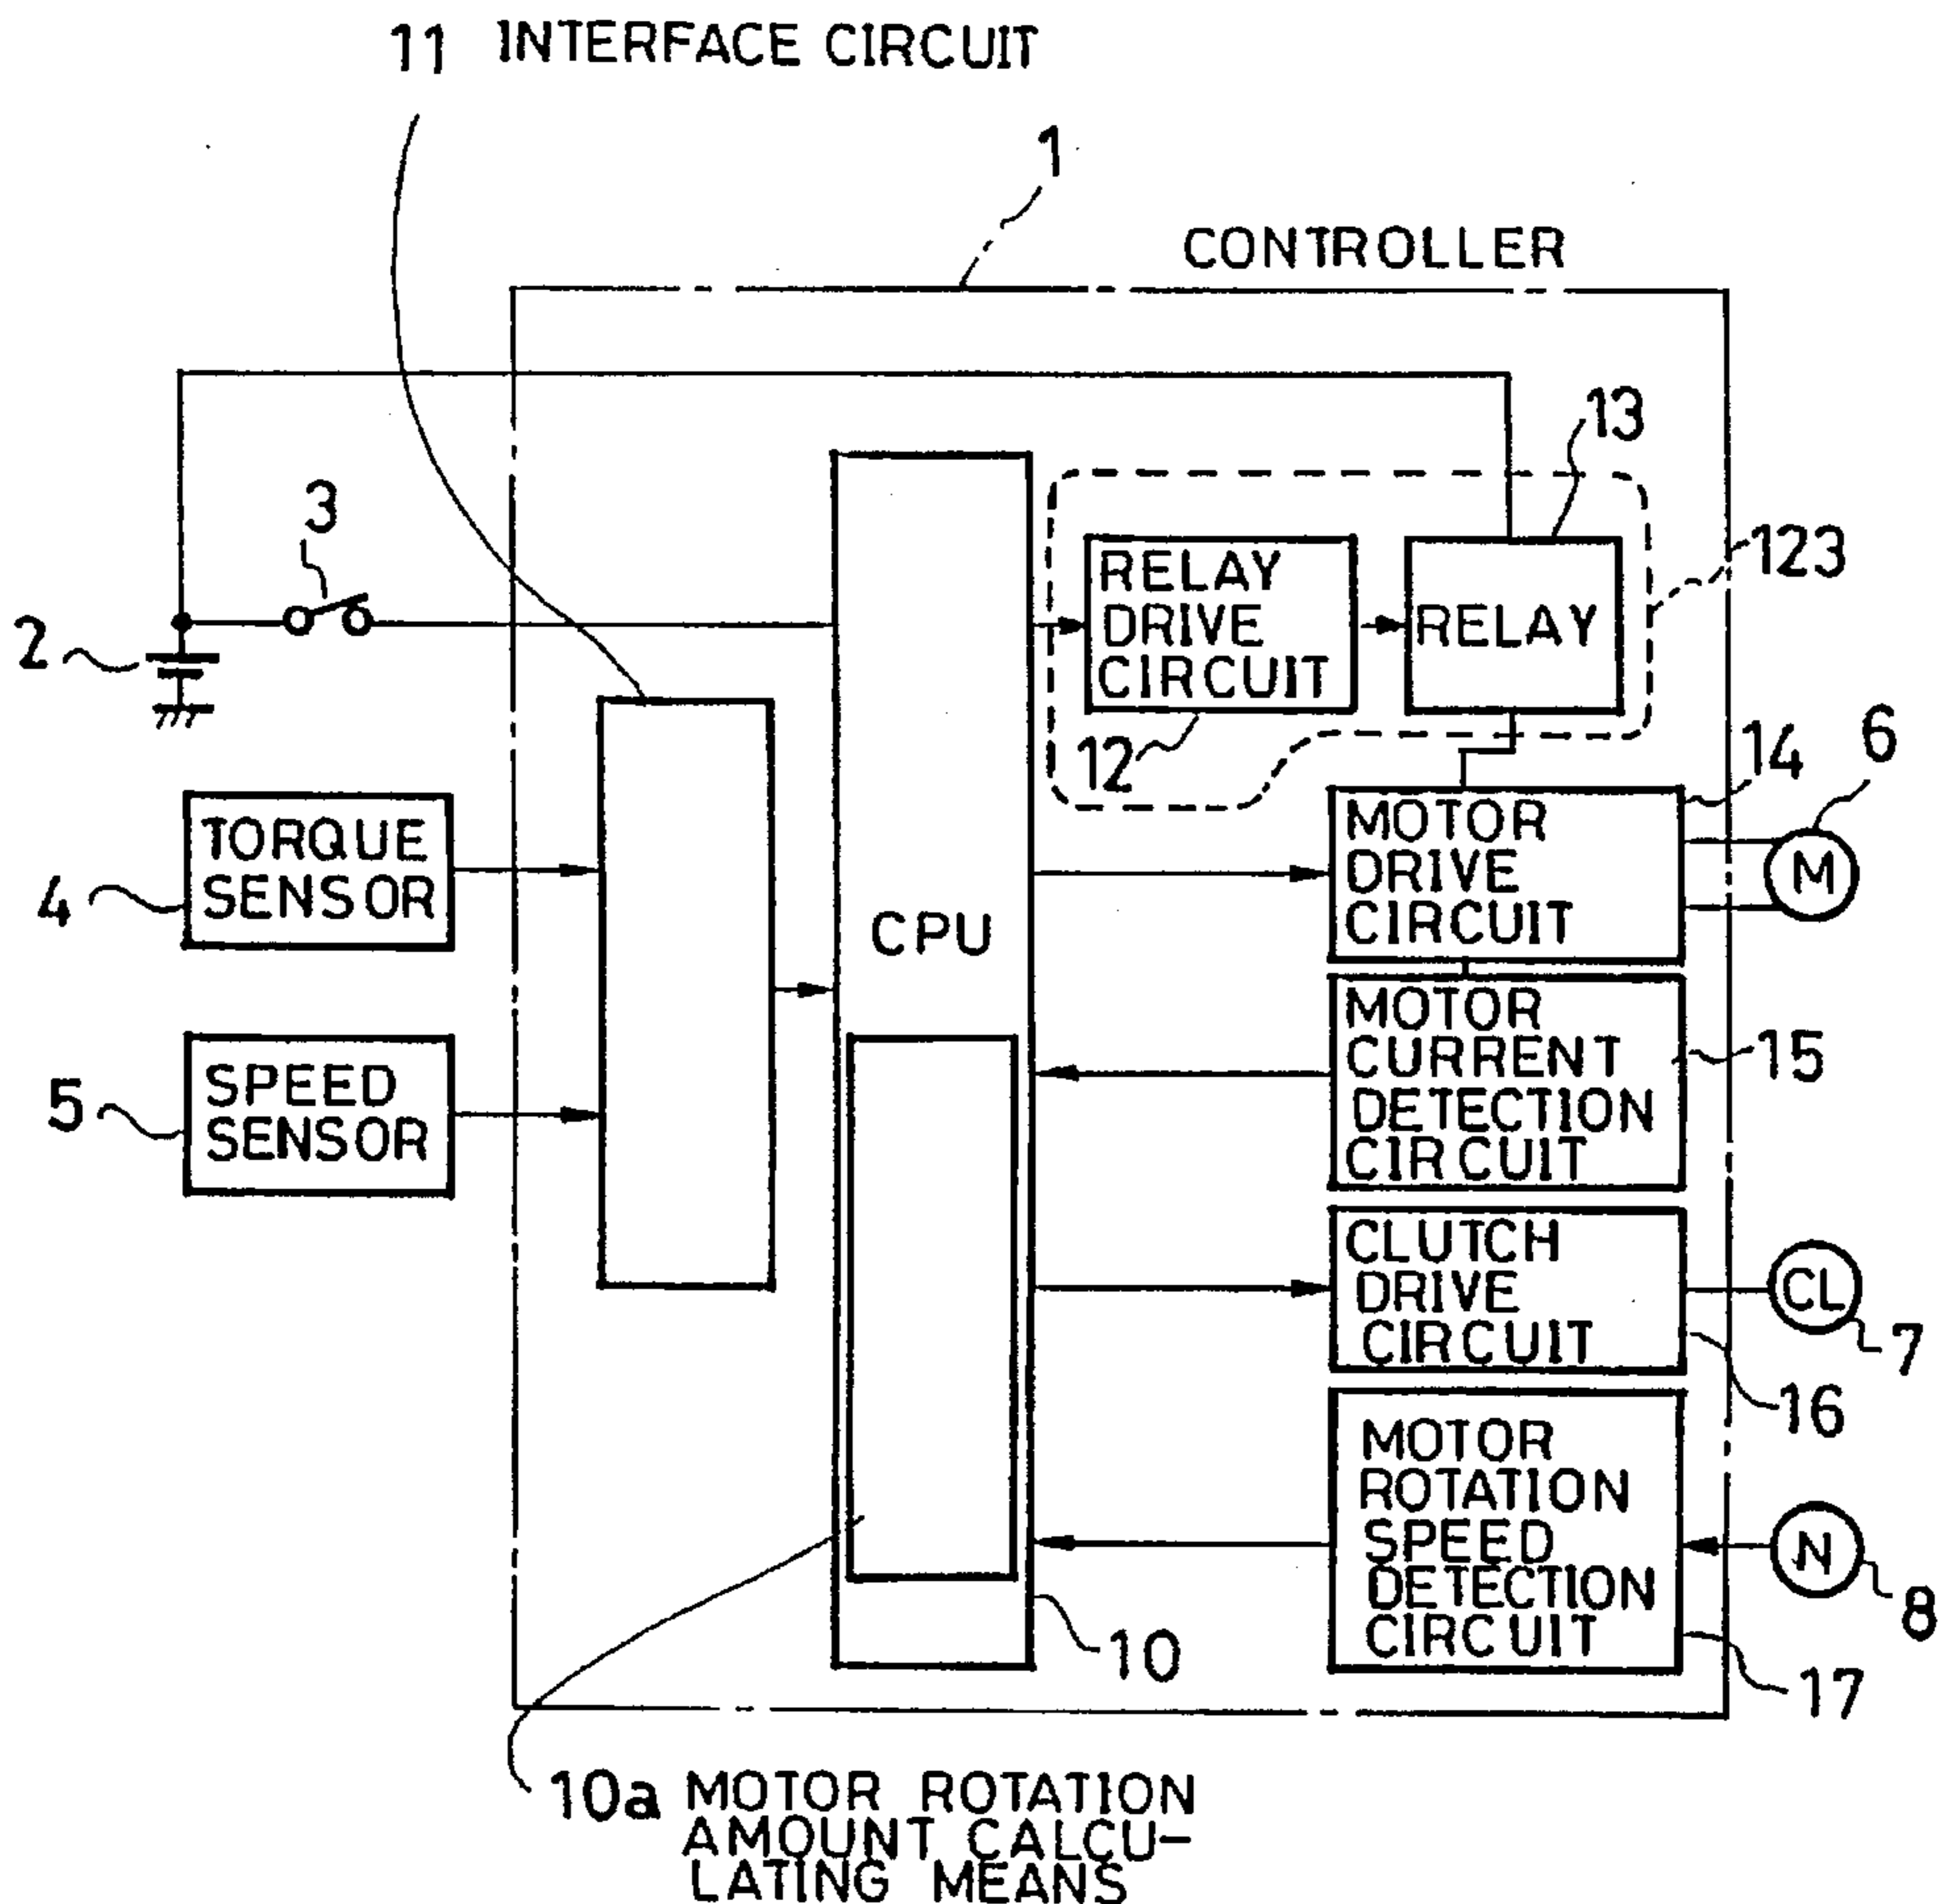 11 INTERFACE CIRCUIT
1
CONTROLLER
13
3
123
RELAY
DRIVE
CIRCUIT
RELAY
2
12
14
6
TORQUE
SENSOR
4
MOTOR
DRIVE
CIRCUIT
M
CPU
MOTOR
CURRENT
DETECTION
CIRCUIT
15
SPEED
SENSOR
5
CLUTCH
DRIVE
CIRCUIT
CL
7
16
MOTOR
ROTATION
SPEED
DETECTION
CIRCUIT
N
8
10
17
10a MOTOR ROTATION
AMOUNT CALCU-
LATING MEANS